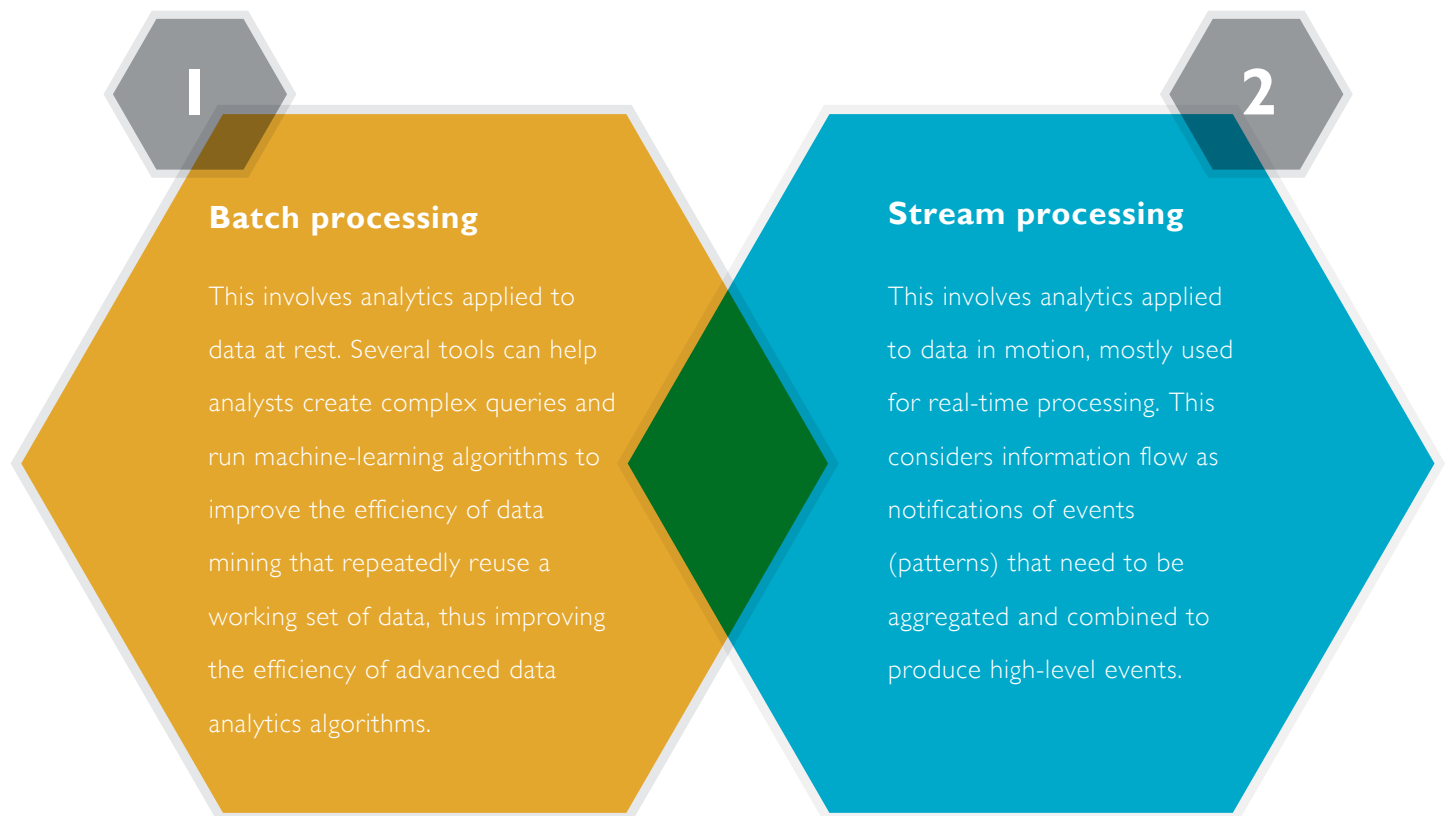 1
Batch processing
This involves analytics applied to
data at rest. Several tools can help
analysts create complex queries and
run machine-learning algorithms to
improve the efficiency of data
mining that repeatedly reuse a
working set of data, thus improving
the efficiency of advanced data
analytics algorithms.
2
Stream processing
This involves analytics applied
to data in motion, mostly used
for real-time processing. This
considers information flow as
notifications of events
(patterns) that need to be
aggregated and combined to
produce high-level events.